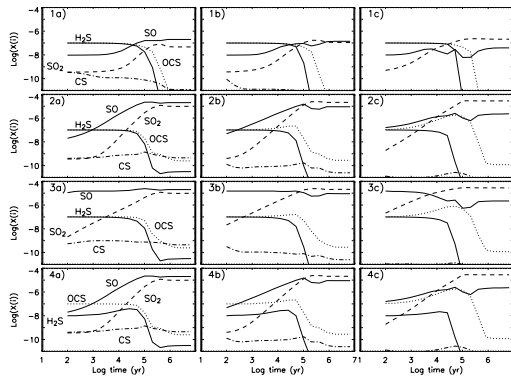 1a)
SO
H₂S
SO₂
OCS
CS
1b)
1c)
Log(X(i))
-4
-6
-8
-10
2a)
H₂S
SO
SO₂
OCS
CS
2b)
2c)
Log(X(i))
-4
-6
-8
-10
3a)
SO
H₂S
OCS
SO₂
CS
3b)
3c)
Log(X(i))
-4
-6
-8
-10
4a)
SO
OCS
SO₂
H₂S
CS
4b)
4c)
Log(X(i))
-4
-6
-8
-10
1 2 3 4 5 6 71 2 3 4 5 6 71 2 3 4 5 6 7
Log time (yr) Log time (yr) Log time (yr)